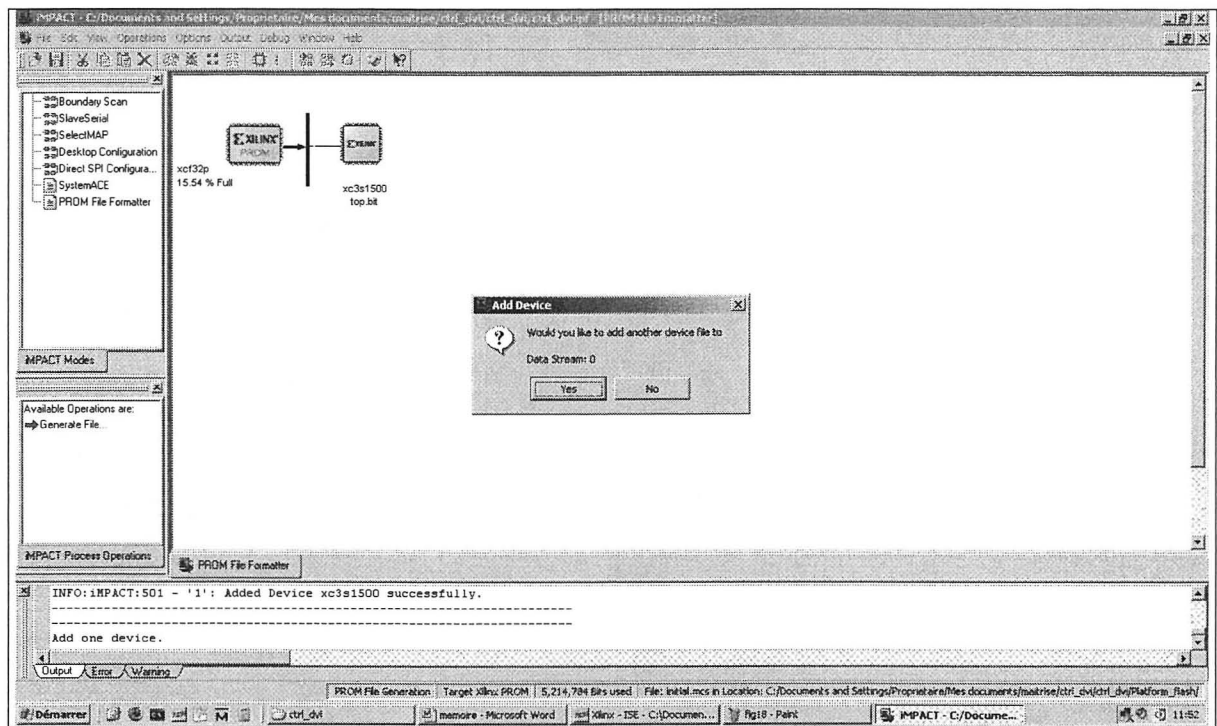 iMPACT - C:/Documents and Settings/Proprietaire/Mes documents/maitrise/ctrl_dvi/ctrl_dvi/ctrl_dvi.ipf - [PROM File Formatter]
File Edit View Operations Options Output Debug Window Help
Boundary Scan
SlaveSerial
SelectMAP
Desktop Configuration
Direct SPI Configura...
SystemACE
PROM File Formatter
iMPACT Modes
XILINX
PROM
XILINX
xcf32p
15.54 % Full
xc3s1500
top.bit
Add Device
Would you like to add another device file to
Data Stream: 0
Yes No
Available Operations are:
Generate File...
iMPACT Process Operations
PROM File Formatter
INFO:iMPACT:501 - '1': Added Device xc3s1500 successfully.
----------------------------------------------------------------------
----------------------------------------------------------------------
Add one device.
Output Error Warning
PROM File Generation Target Xilinx PROM 5,214,784 Bits used File: initial.mcs in Location: C:/Documents and Settings/Proprietaire/Mes documents/maitrise/ctrl_dvi/ctrl_dvi/Platform_flash/
Démarrer ctrl_dvi memoire - Microsoft Word Xilinx - ISE - C:\Documen... fig18 - Paint iMPACT - C:/Docume... 11:52